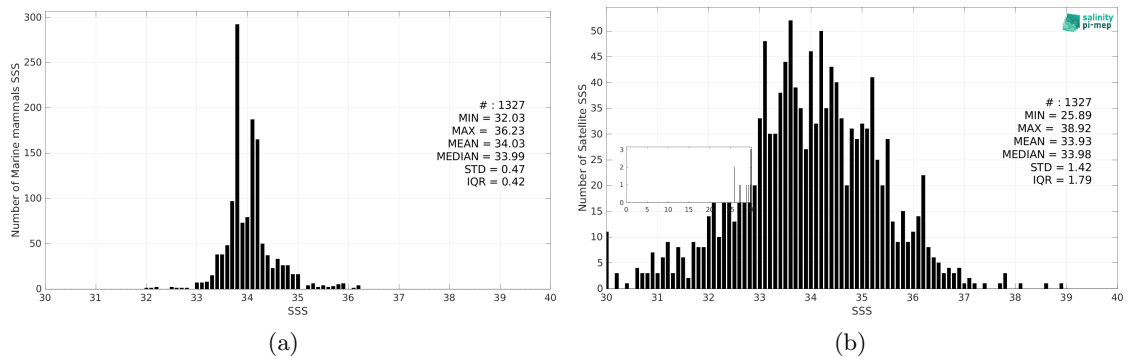 300
250
200
150
100
50
0
Number of Marine mammals SSS
# : 1327
MIN = 32.03
MAX = 36.23
MEAN = 34.03
MEDIAN = 33.99
STD = 0.47
IQR = 0.42
30 31 32 33 34 35 36 37 38 39 40
SSS
(a)
salinity
pi-mep
50
45
40
35
30
25
20
15
10
5
0
Number of Satellite SSS
# : 1327
MIN = 25.89
MAX = 38.92
MEAN = 33.93
MEDIAN = 33.98
STD = 1.42
IQR = 1.79
3
2
1
0
0 5 10 15 20
30 31 32 33 34 35 36 37 38 39 40
SSS
(b)